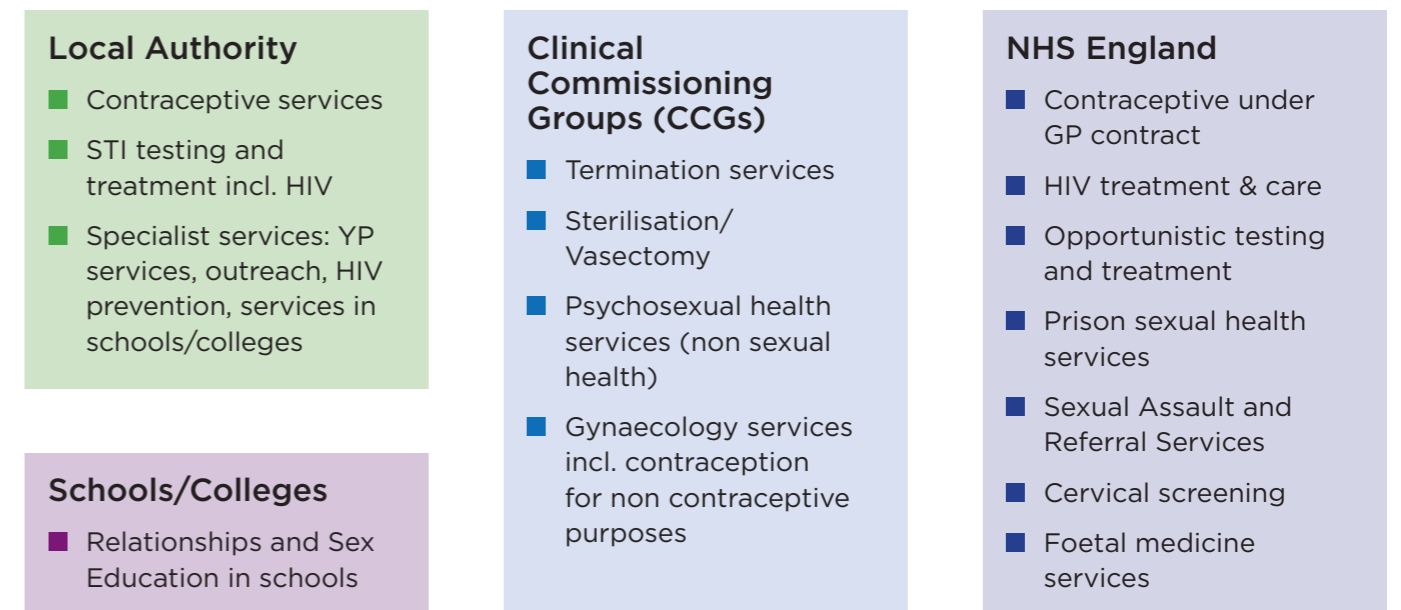 Local Authority
Contraceptive services
STI testing and
treatment incl. HIV
Specialist services: YP
services, outreach, HIV
prevention, services in
schools/colleges
Schools/Colleges
Relationships and Sex
Education in schools
Clinical
Commissioning
Groups (CCGs)
Termination services
Sterilisation/
Vasectomy
Psychosexual health
services (non sexual
health)
Gynaecology services
incl. contraception
for non contraceptive
purposes
NHS England
Contraceptive under
GP contract
HIV treatment & care
Opportunistic testing
and treatment
Prison sexual health
services
Sexual Assault and
Referral Services
Cervical screening
Foetal medicine
services